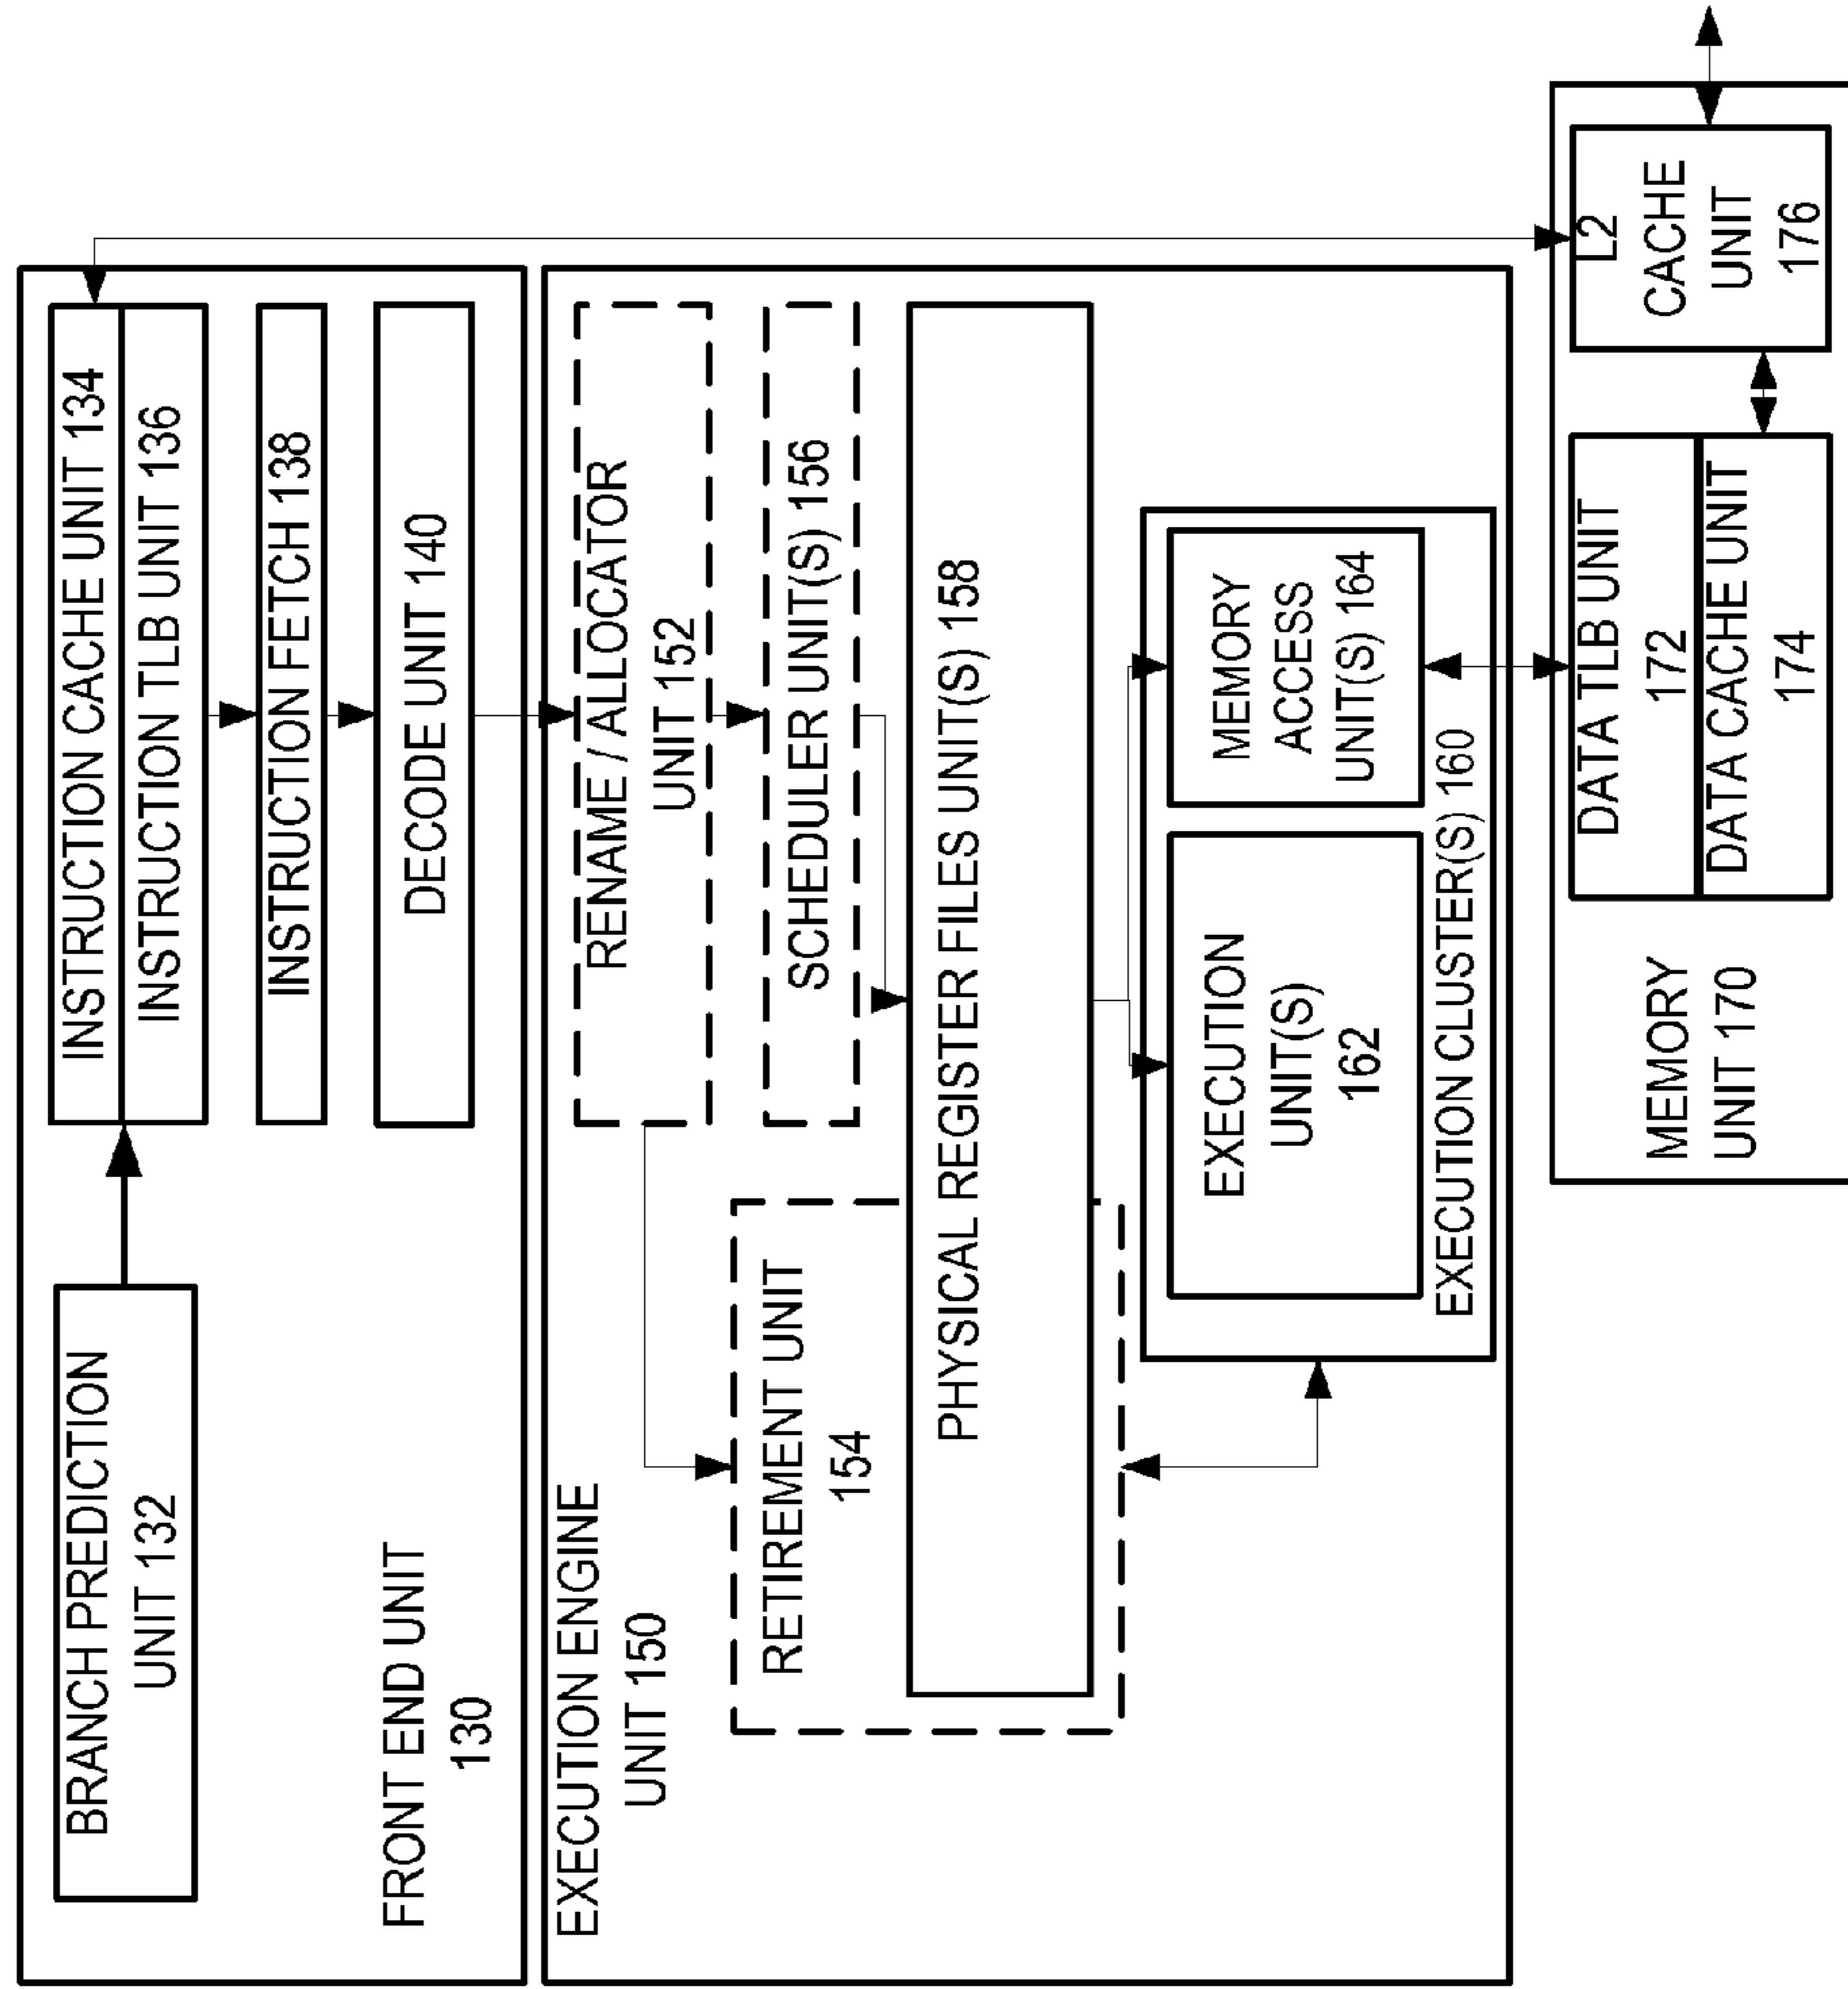 BRANCH PREDICTION
UNIT 132
INSTRUCTION CACHE UNIT 134
INSTRUCTION TLB UNIT 136
INSTRUCTION FETCH 138
DECODE UNIT 140
FRONT END UNIT
130
EXECUTION ENGINE
UNIT 150
RENAME / ALLOCATOR
UNIT 152
RETIREMENT UNIT
154
SCHEDULER UNIT(S) 156
PHYSICAL REGISTER FILES UNIT(S) 158
EXECUTION
UNIT(S)
162
MEMORY
ACCESS
UNIT(S) 164
EXECUTION CLUSTER(S) 160
MEMORY
UNIT 170
DATA TLB UNIT
172
DATA CACHE UNIT
174
L2
CACHE
UNIT
176